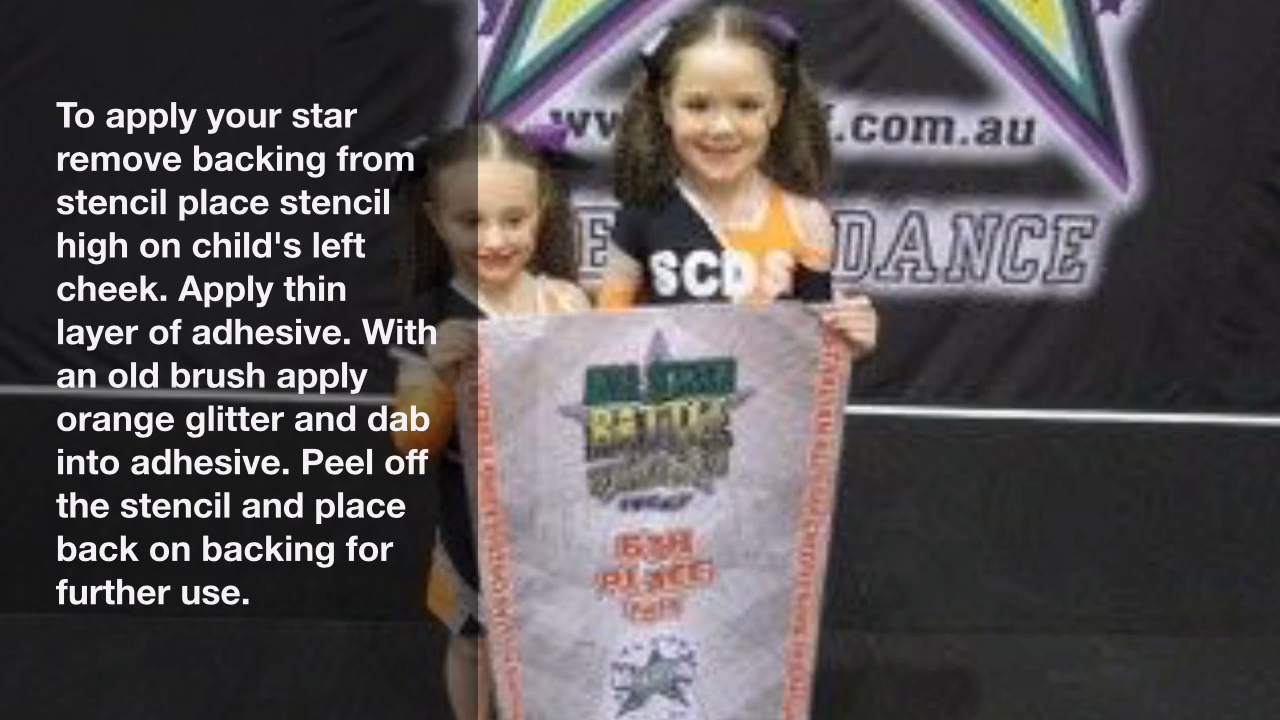 To apply your star
remove backing from
stencil place stencil
high on child's left
cheek. Apply thin
layer of adhesive. With
an old brush apply
orange glitter and dab
into adhesive. Peel off
the stencil and place
back on backing for
further use.
.com.au
DANCE
SCDS
BATTLE
PLACE